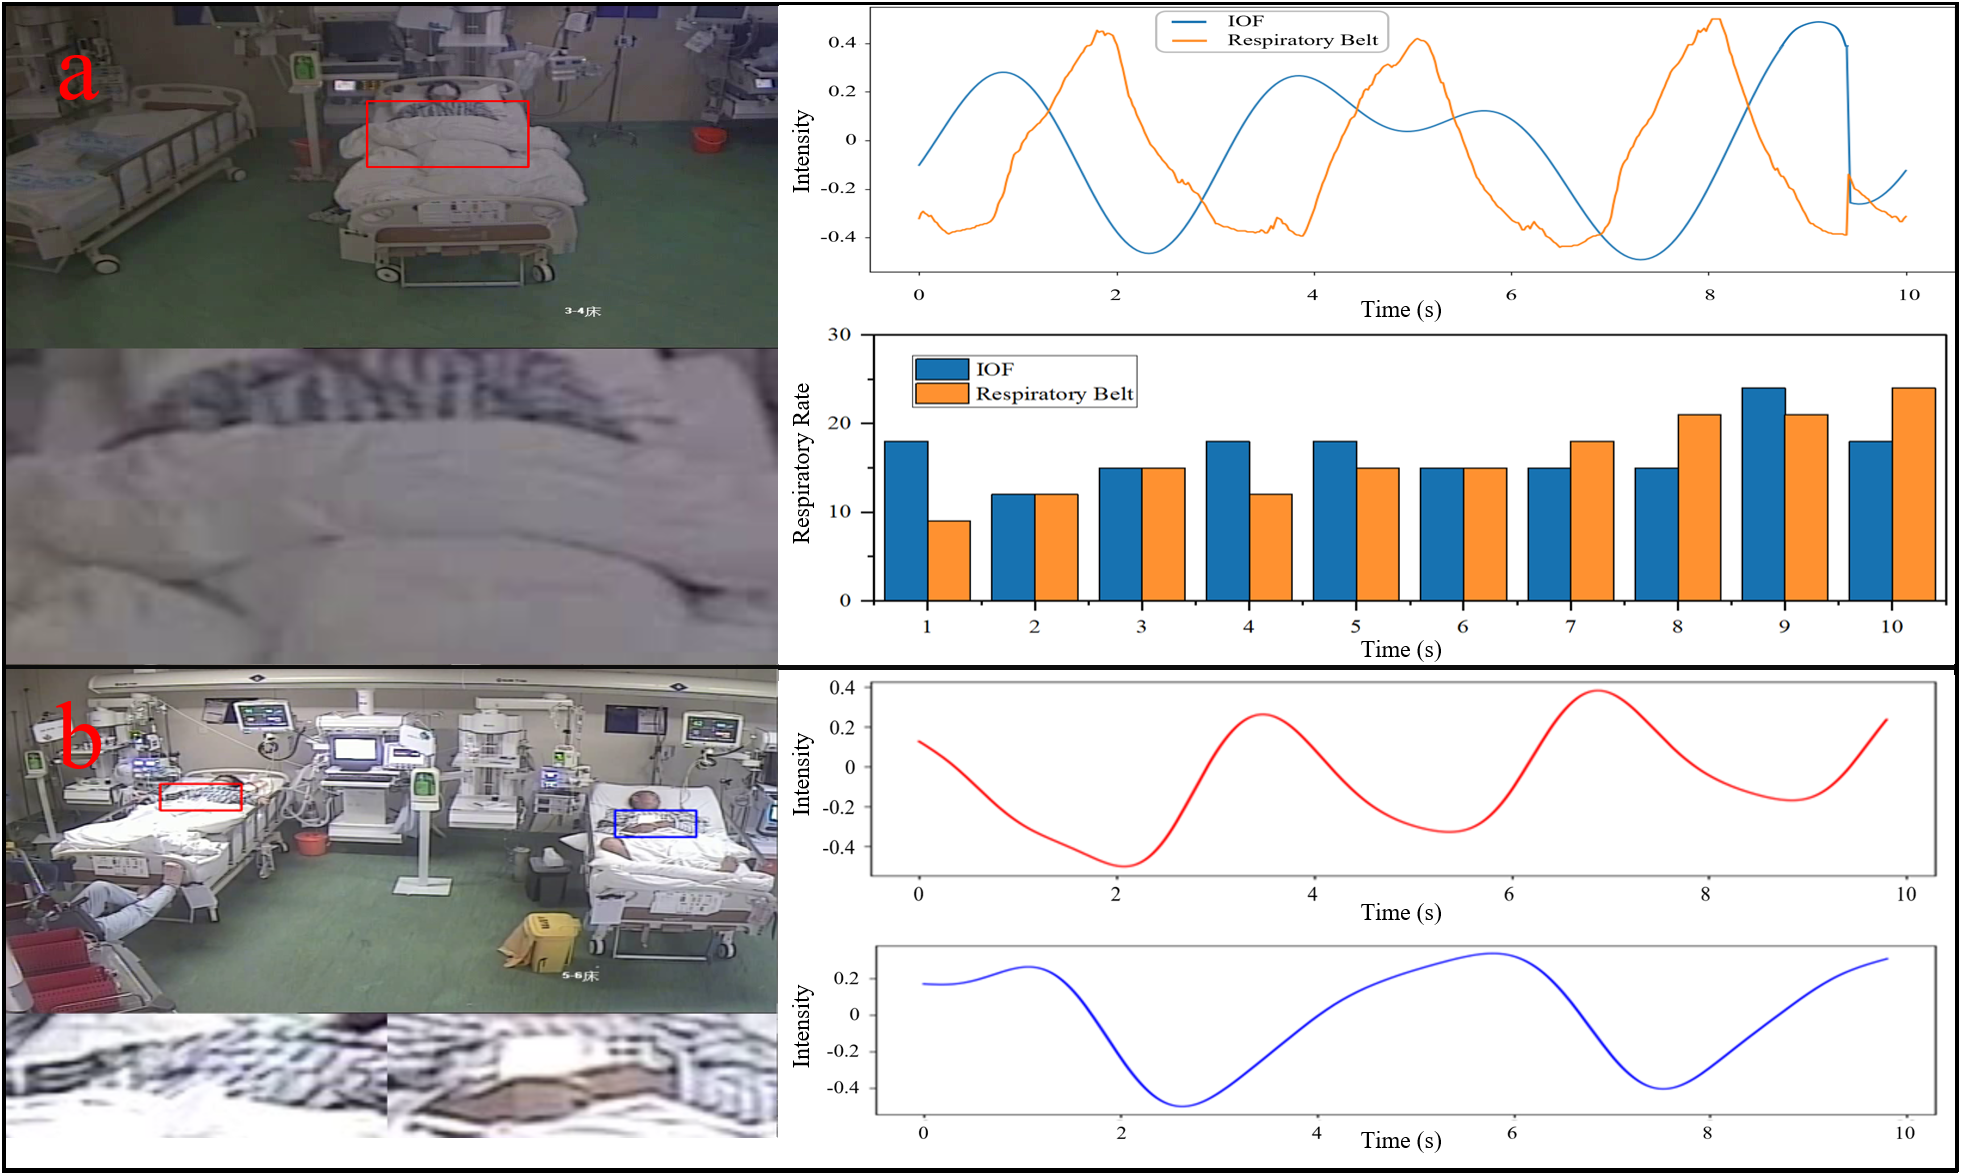 a
3-4床
IOF
Respiratory Belt
Intensity
0.4
0.2
0
-0.2
-0.4
0 2 4 6 8 10
Time (s)
IOF
Respiratory Belt
Respiratory Rate
30
20
10
0
1 2 3 4 5 6 7 8 9 10
Time (s)
b
5-6床
Intensity
0.4
0.2
0
-0.2
-0.4
0 2 4 6 8 10
Time (s)
Intensity
0.2
0
-0.2
-0.4
0 2 4 6 8 10
Time (s)